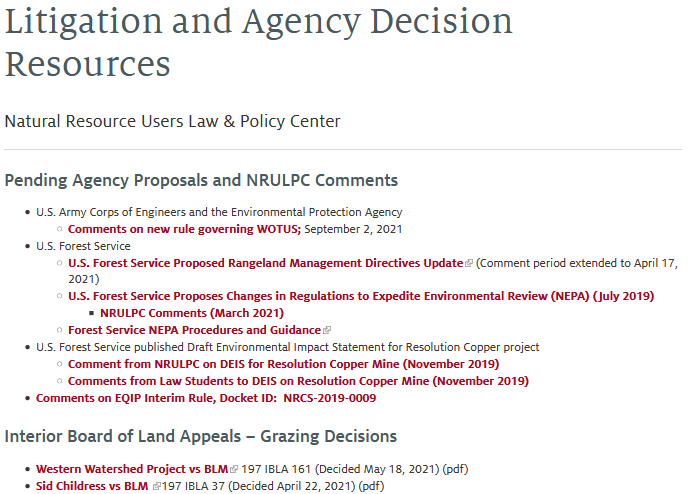 Litigation and Agency Decision
Resources
Natural Resource Users Law & Policy Center
Pending Agency Proposals and NRULPC Comments
U.S. Army Corps of Engineers and the Environmental Protection Agency
Comments on new rule governing WOTUS; September 2, 2021
U.S. Forest Service
U.S. Forest Service Proposed Rangeland Management Directives Update (Comment period extended to April 17,
2021)
U.S. Forest Service Proposes Changes in Regulations to Expedite Environmental Review (NEPA) (July 2019)
NRULPC Comments (March 2021)
Forest Service NEPA Procedures and Guidance
U.S. Forest Service published Draft Environmental Impact Statement for Resolution Copper project
Comment from NRULPC on DEIS for Resolution Copper Mine (November 2019)
Comments from Law Students to DEIS on Resolution Copper Mine (November 2019)
Comments on EQIP Interim Rule, Docket ID: NRCS-2019-0009
Interior Board of Land Appeals – Grazing Decisions
Western Watershed Project vs BLM 197 IBLA 161 (Decided May 18, 2021) (pdf)
Sid Childress vs BLM 197 IBLA 37 (Decided April 22, 2021) (pdf)